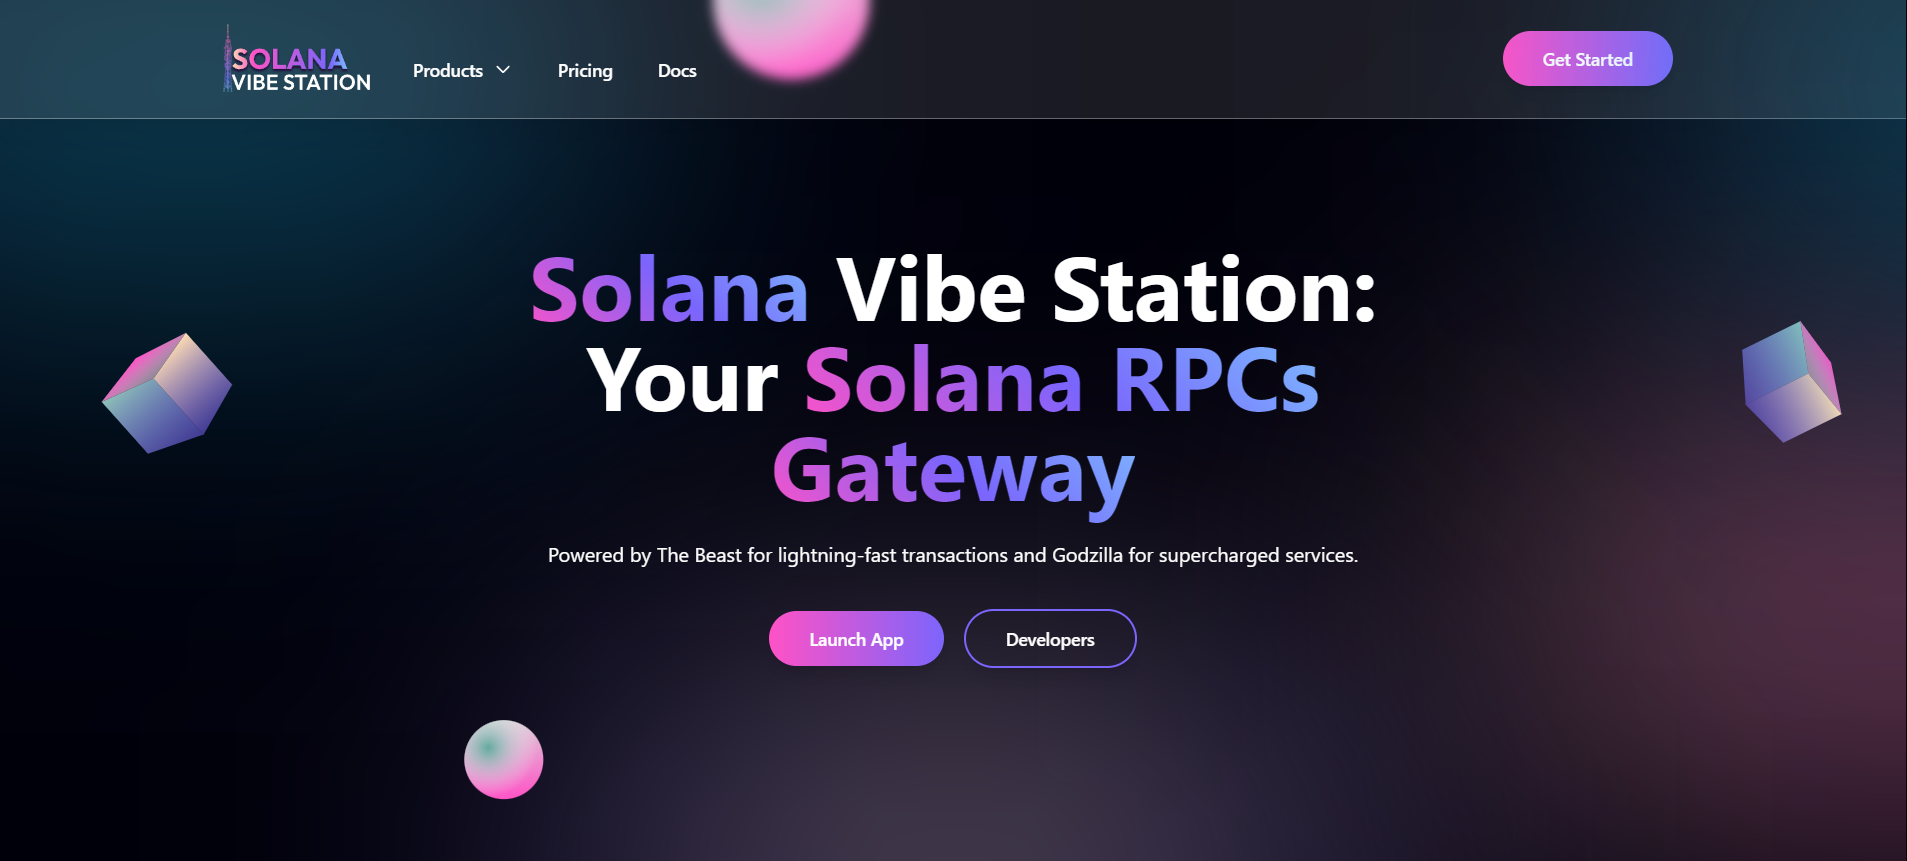 SOLANA
VIBE STATION
Products
Pricing
Docs
Get Started
Solana Vibe Station:
Your Solana RPCs
Gateway
Powered by The Beast for lightning-fast transactions and Godzilla for supercharged services.
Launch App
Developers